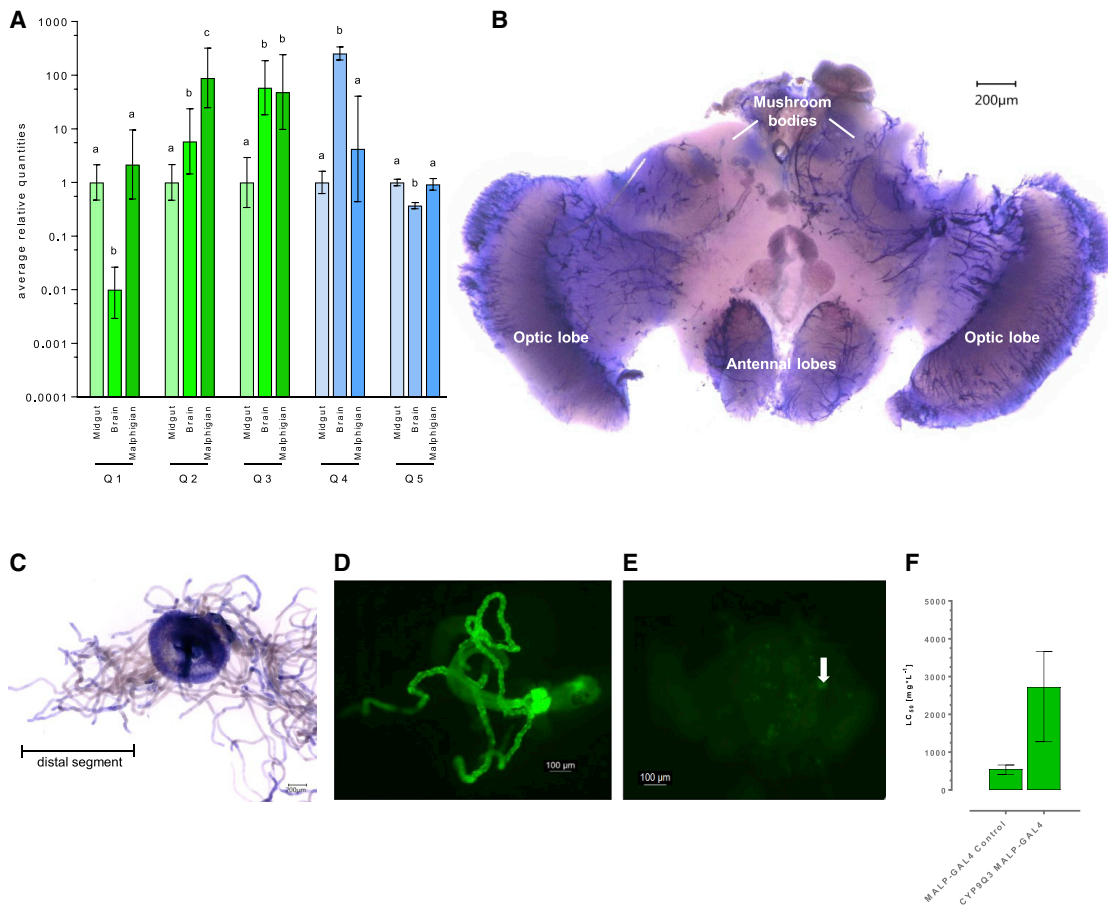 A
average relative quantities
1000
100
10
1
0.1
0.01
0.001
0.0001
a
b
a
a
b
c
a
b
b
a
b
a
a
b
a
Midgut
Brain
Malphigian
Midgut
Brain
Malphigian
Midgut
Brain
Malphigian
Midgut
Brain
Malphigian
Midgut
Brain
Malphigian
Q 1
Q 2
Q 3
Q 4
Q 5
B
Mushroom
bodies
200µm
Optic lobe
Antennal lobes
Optic lobe
C
distal segment
200µm
D
100 µm
E
100 µm
F
LC50 [mg*L-1]
5000
4000
3000
2000
1000
0
MALP-GAL4 Control
CYP9Q3 MALP-GAL4